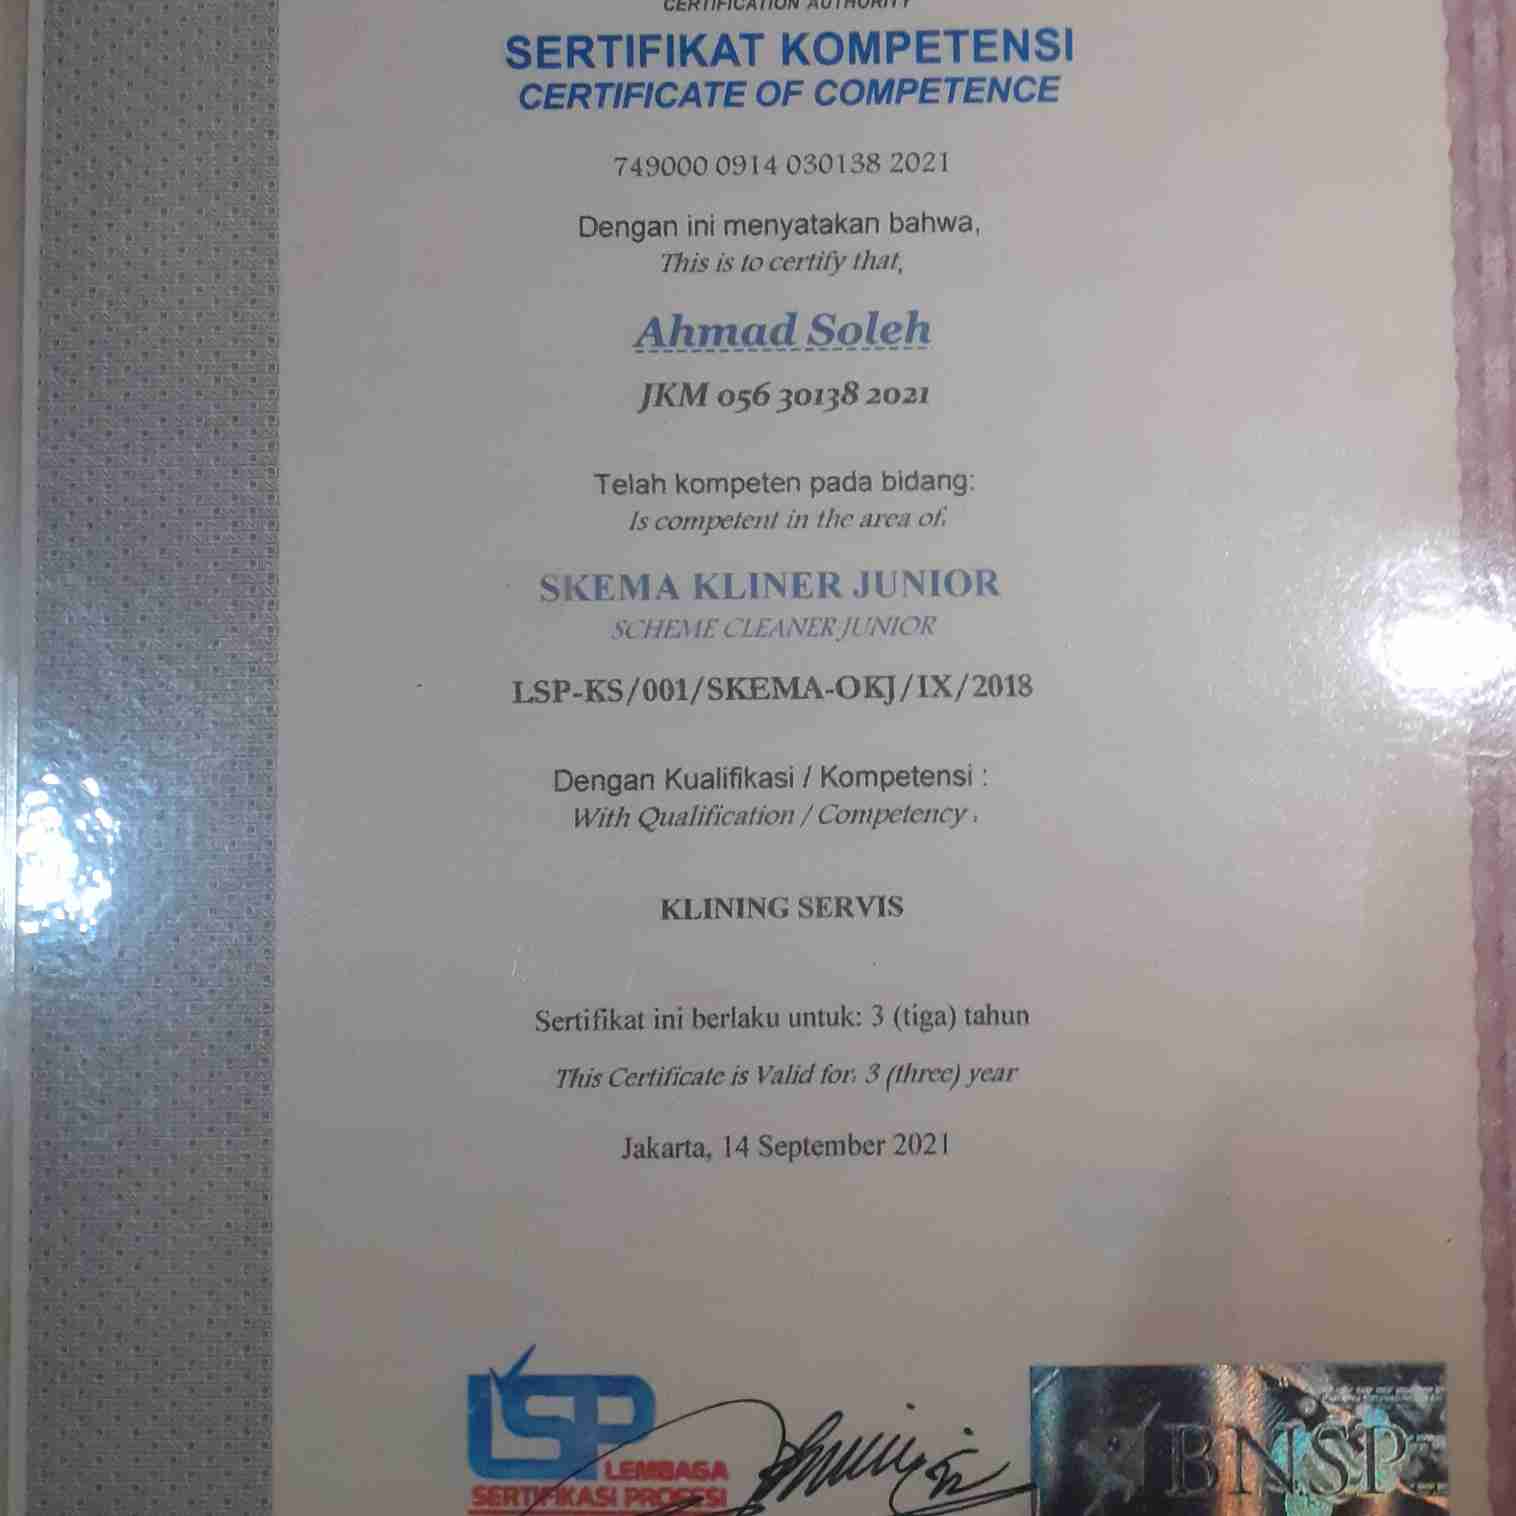 CERTIFICATION AUTHORITY
SERTIFIKAT KOMPETENSI
CERTIFICATE OF COMPETENCE
749000 0914 030138 2021
Dengan ini menyatakan bahwa,
This is to certify that,
Ahmad Soleh
JKM 056 30138 2021
Telah kompeten pada bidang:
Is competent in the area of:
SKEMA KLINER JUNIOR
SCHEME CLEANER JUNIOR
LSP-KS/001/SKEMA-OKJ/IX/2018
Dengan Kualifikasi / Kompetensi :
With Qualification / Competency :
KLINING SERVIS
Sertifikat ini berlaku untuk: 3 (tiga) tahun
This Certificate is Valid for: 3 (three) year
Jakarta, 14 September 2021
LSP
LEMBAGA
SERTIFIKASI PROFESI
BNSP